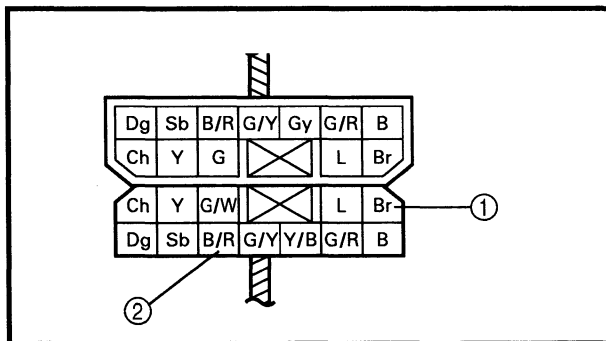 Dg Sb B/R G/Y Gy G/R B
Ch Y G L Br
Ch Y G/W L Br ①
Dg Sb B/R G/Y Y/B G/R B
②